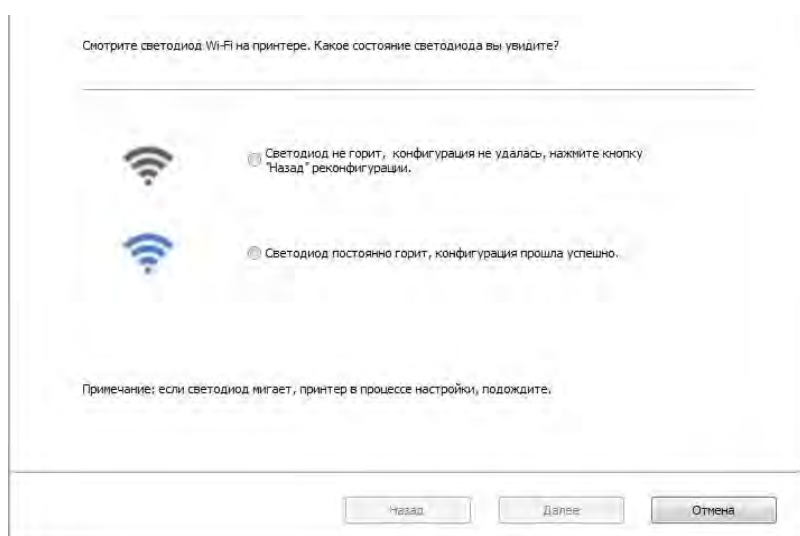 Смотрите светодиод Wi-Fi на принтере. Какое состояние светодиода вы увидите?
Светодиод не горит, конфигурация не удалась, нажмите кнопку
"Назад" реконфигурации.
Светодиод постоянно горит, конфигурация прошла успешно.
Примечание: если светодиод мигает, принтер в процессе настройки, подождите.
Назад
Далее
Отмена